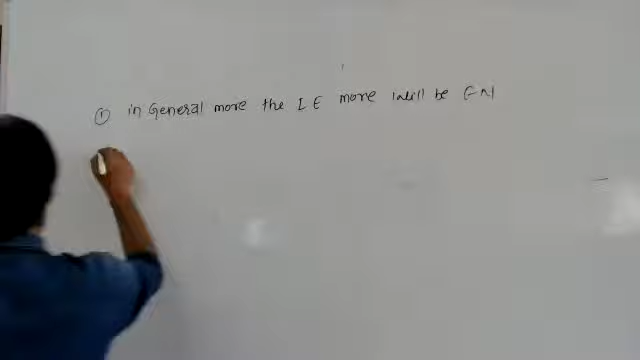 ① in General more the I E more will be E-N